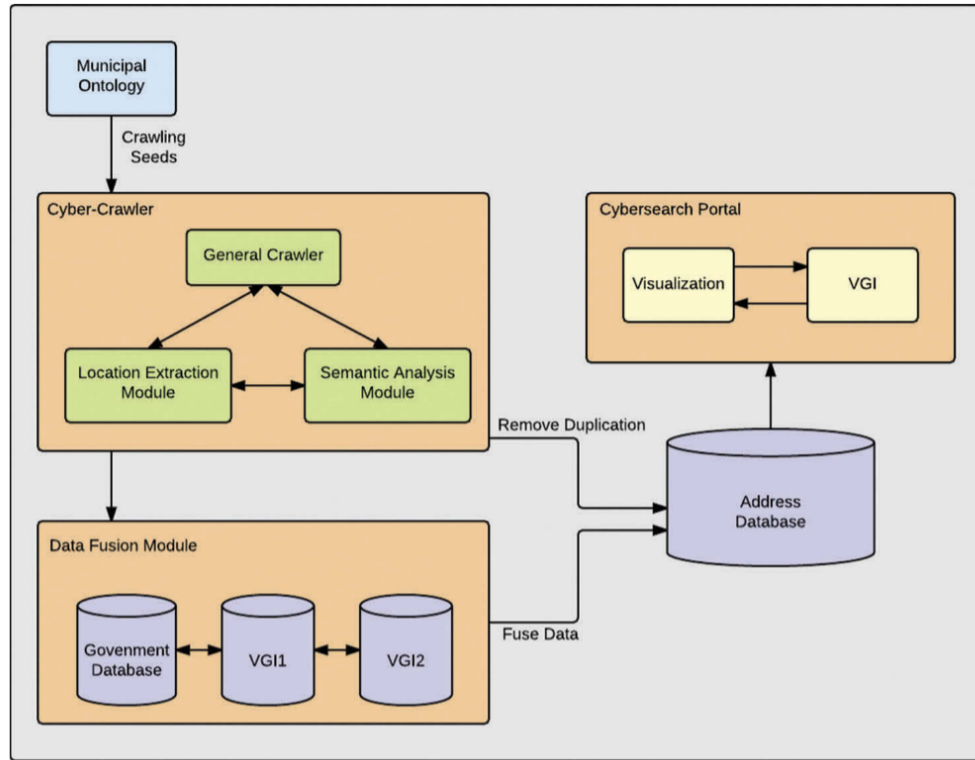 Municipal
Ontology
Crawling
Seeds
Cyber-Crawler
General Crawler
Location Extraction
Module
Semantic Analysis
Module
Cybersearch Portal
Visualization
VGI
Remove Duplication
Address
Database
Data Fusion Module
Govenment
Database
VGI1
VGI2
Fuse Data